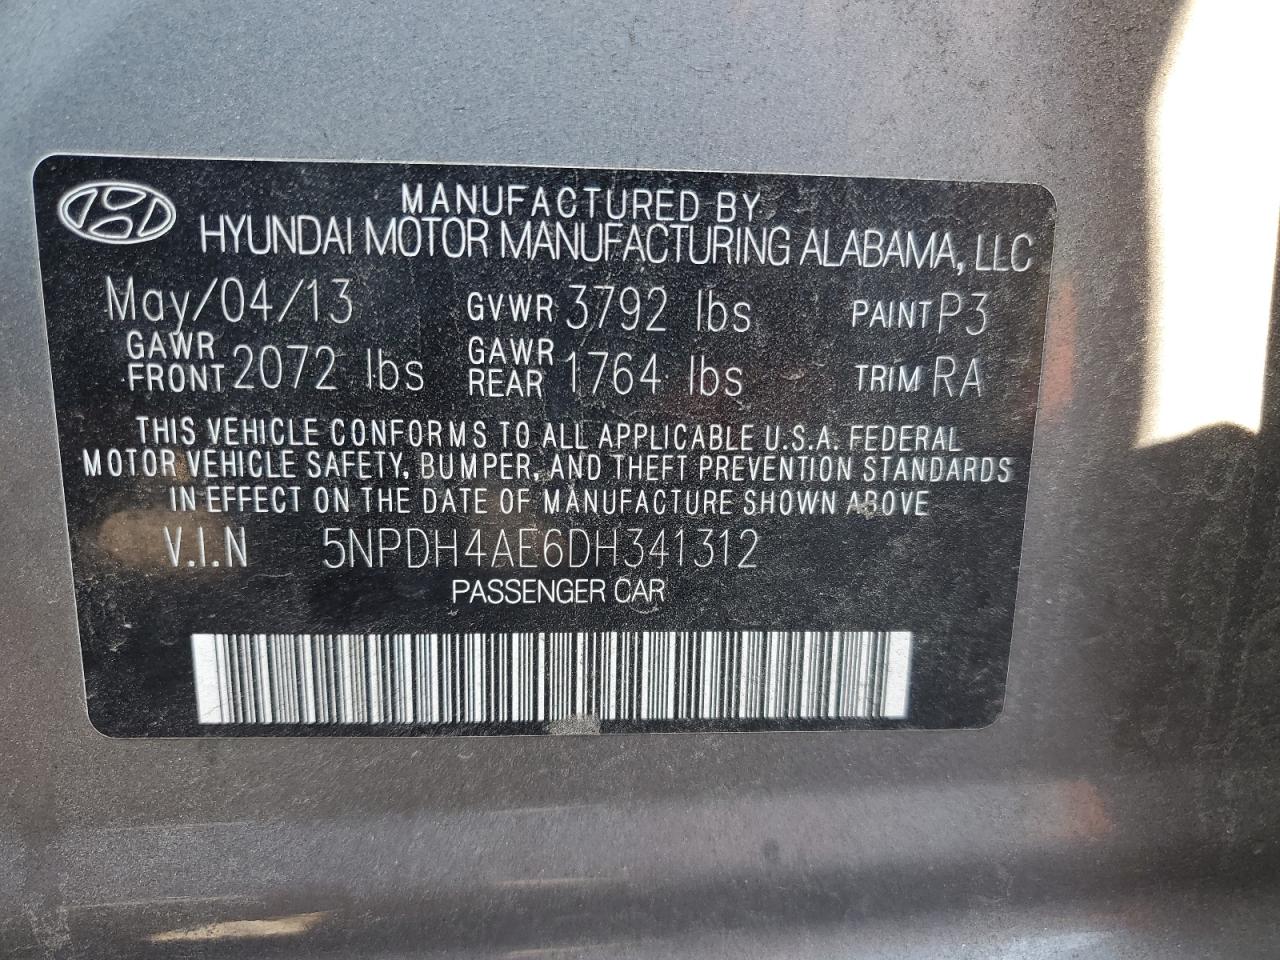 MANUFACTURED BY
HYUNDAI MOTOR MANUFACTURING ALABAMA, LLC
May/04/13 GVWR 3792 lbs PAINT P3
GAWR FRONT 2072 lbs GAWR REAR 1764 lbs TRIM RA
THIS VEHICLE CONFORMS TO ALL APPLICABLE U.S.A. FEDERAL
MOTOR VEHICLE SAFETY, BUMPER, AND THEFT PREVENTION STANDARDS
IN EFFECT ON THE DATE OF MANUFACTURE SHOWN ABOVE
V.I.N 5NPDH4AE6DH341312
PASSENGER CAR